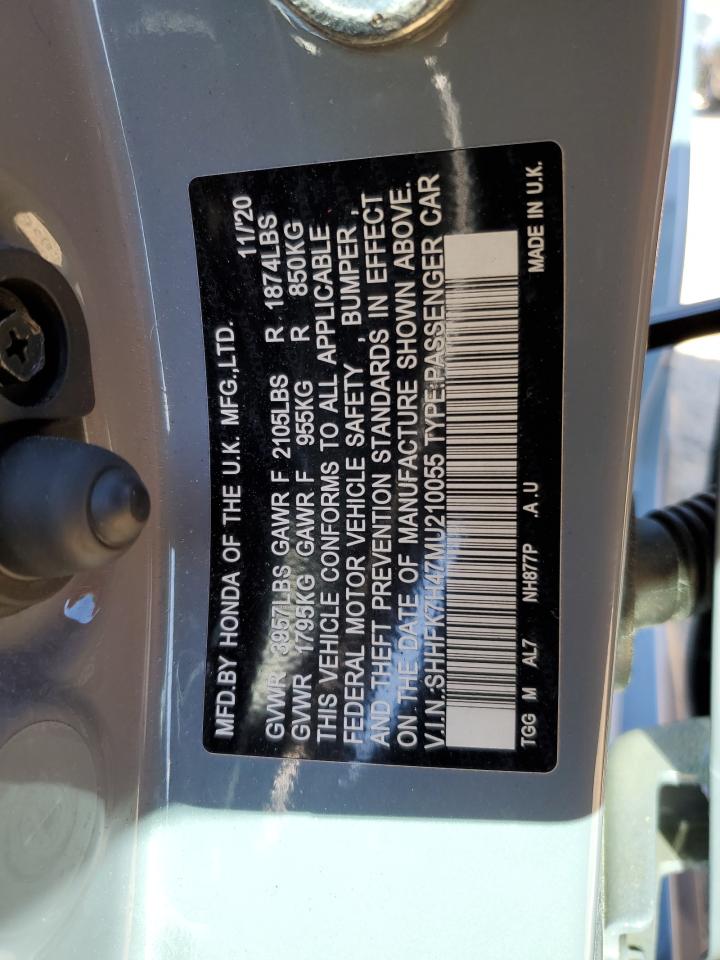 MFD.BY HONDA OF THE U.K. MFG.,LTD. 11/'20
GVWR 3957LBS GAWR F 2105LBS R 1874LBS
GVWR 1795KG GAWR F 955KG R 850KG
THIS VEHICLE CONFORMS TO ALL APPLICABLE
FEDERAL MOTOR VEHICLE SAFETY , BUMPER ,
AND THEFT PREVENTION STANDARDS IN EFFECT
ON THE DATE OF MANUFACTURE SHOWN ABOVE.
V.I.N.:SHHFK7H47MU210055 TYPE:PASSENGER CAR
TGG M AL7 NH877P .A .U MADE IN U.K.